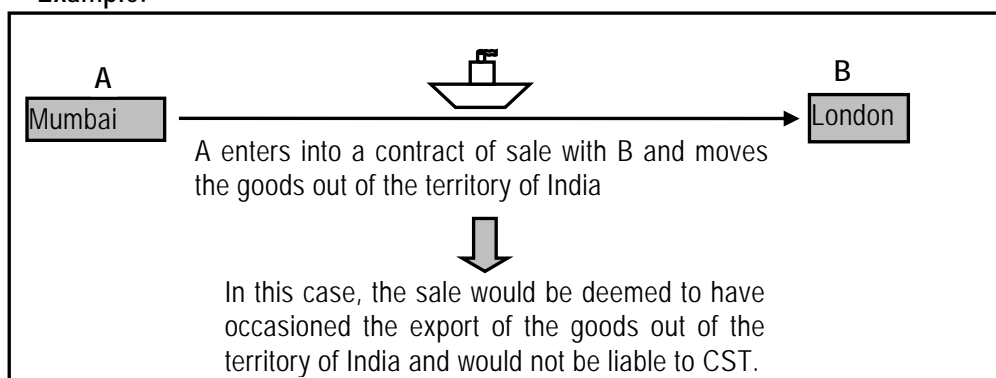 Example:
A
B
Mumbai
London
A enters into a contract of sale with B and moves
the goods out of the territory of India
In this case, the sale would be deemed to have
occasioned the export of the goods out of the
territory of India and would not be liable to CST.